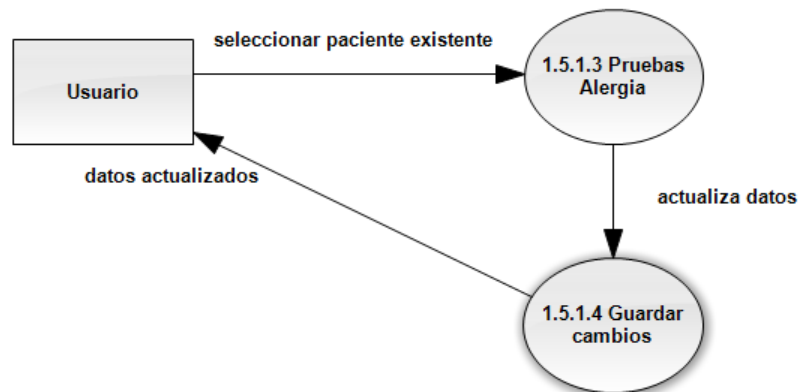 seleccionar paciente existente
Usuario
1.5.1.3 Pruebas
Alergia
datos actualizados
actualiza datos
1.5.1.4 Guardar
cambios